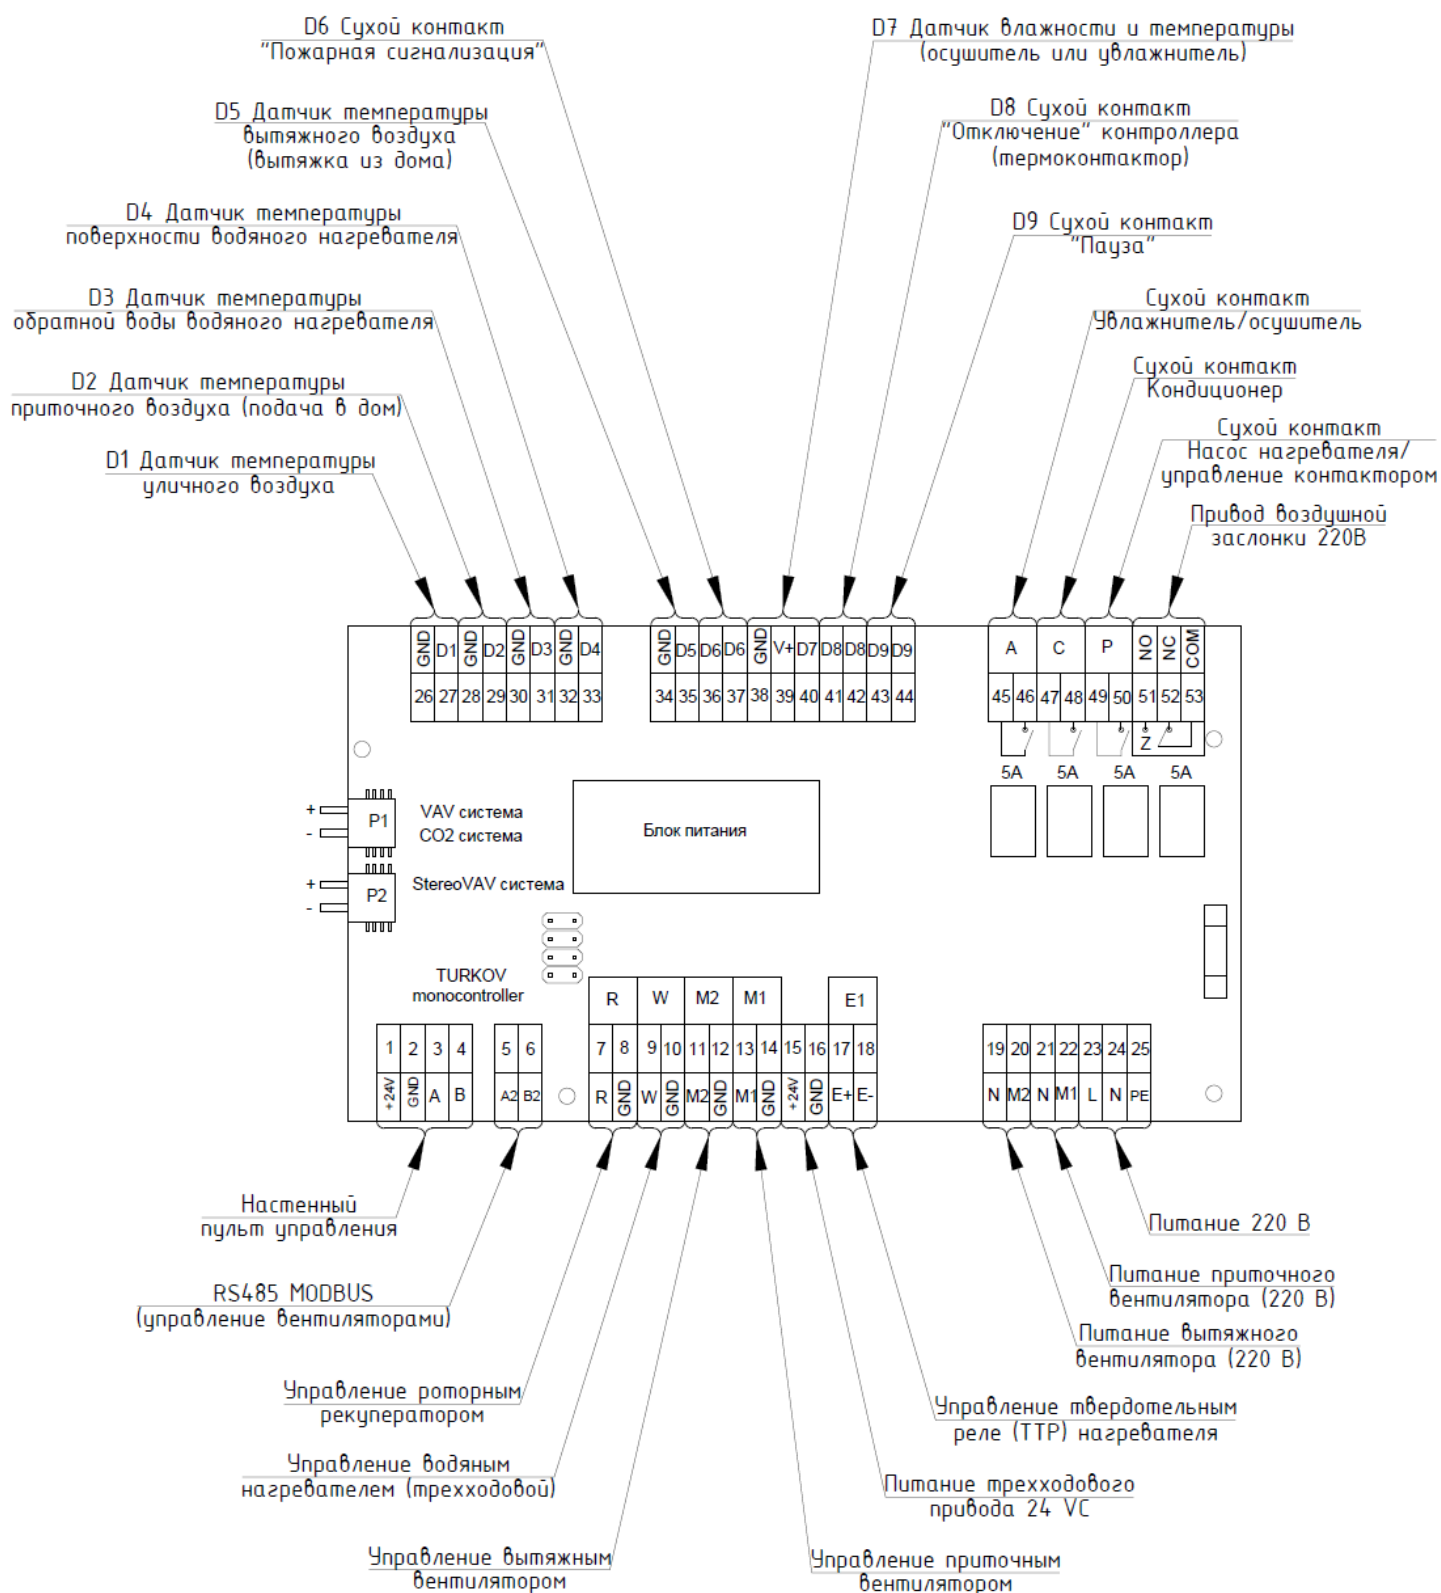 D6 Сухой контакт
"Пожарная сигнализация"
D7 Датчик влажности и температуры
(осушитель или увлажнитель)
D5 Датчик температуры
вытяжного воздуха
(вытяжка из дома)
D8 Сухой контакт
"Отключение" контроллера
(термоконтактор)
D4 Датчик температуры
поверхности водяного нагревателя
D9 Сухой контакт
"Пауза"
D3 Датчик температуры
обратной воды водяного нагревателя
Сухой контакт
Увлажнитель/осушитель
D2 Датчик температуры
приточного воздуха (подача в дом)
Сухой контакт
Кондиционер
D1 Датчик температуры
уличного воздуха
Сухой контакт
Насос нагревателя/
управление контактором
Привод воздушной
заслонки 220В
GND D1 GND D2 GND D3 GND D4 GND D5 D6 D6 GND V+ D7 D8 D8 D9 D9 A C P NO NC COM
26 27 28 29 30 31 32 33 34 35 36 37 38 39 40 41 42 43 44 45 46 47 48 49 50 51 52 53
Z
5A 5A 5A 5A
+ P1 VAV система
- CO2 система
Блок питания
+ P2 StereoVAV система
-
TURKOV
monocontroller
R W M2 M1 E1
1 2 3 4 5 6 7 8 9 10 11 12 13 14 15 16 17 18 19 20 21 22 23 24 25
+24V GND A B A2 B2 R GND W GND M2 GND M1 GND +24V GND E+ E- N M2 N M1 L N PE
Настенный
пульт управления
Питание 220 В
RS485 MODBUS
(управление вентиляторами)
Питание приточного
вентилятора (220 В)
Питание вытяжного
вентилятора (220 В)
Управление роторным
рекуператором
Управление твердотельным
реле (ТТР) нагревателя
Управление водяным
нагревателем (трехходовой)
Питание трехходового
привода 24 VC
Управление вытяжным
вентилятором
Управление приточным
вентилятором